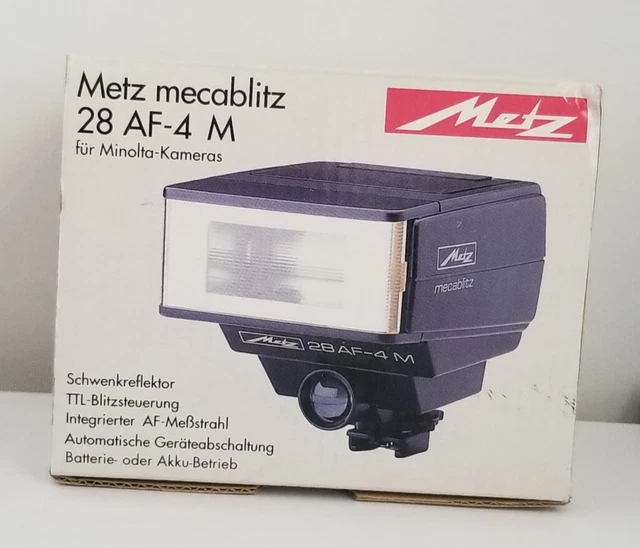 Metz mecablitz
28 AF-4 M
für Minolta-Kameras
Metz
Metz
mecablitz
Metz 28 AF-4 M
Schwenkreflektor
TTL-Blitzsteuerung
Integrierter AF-Meßstrahl
Automatische Geräteabschaltung
Batterie- oder Akku-Betrieb